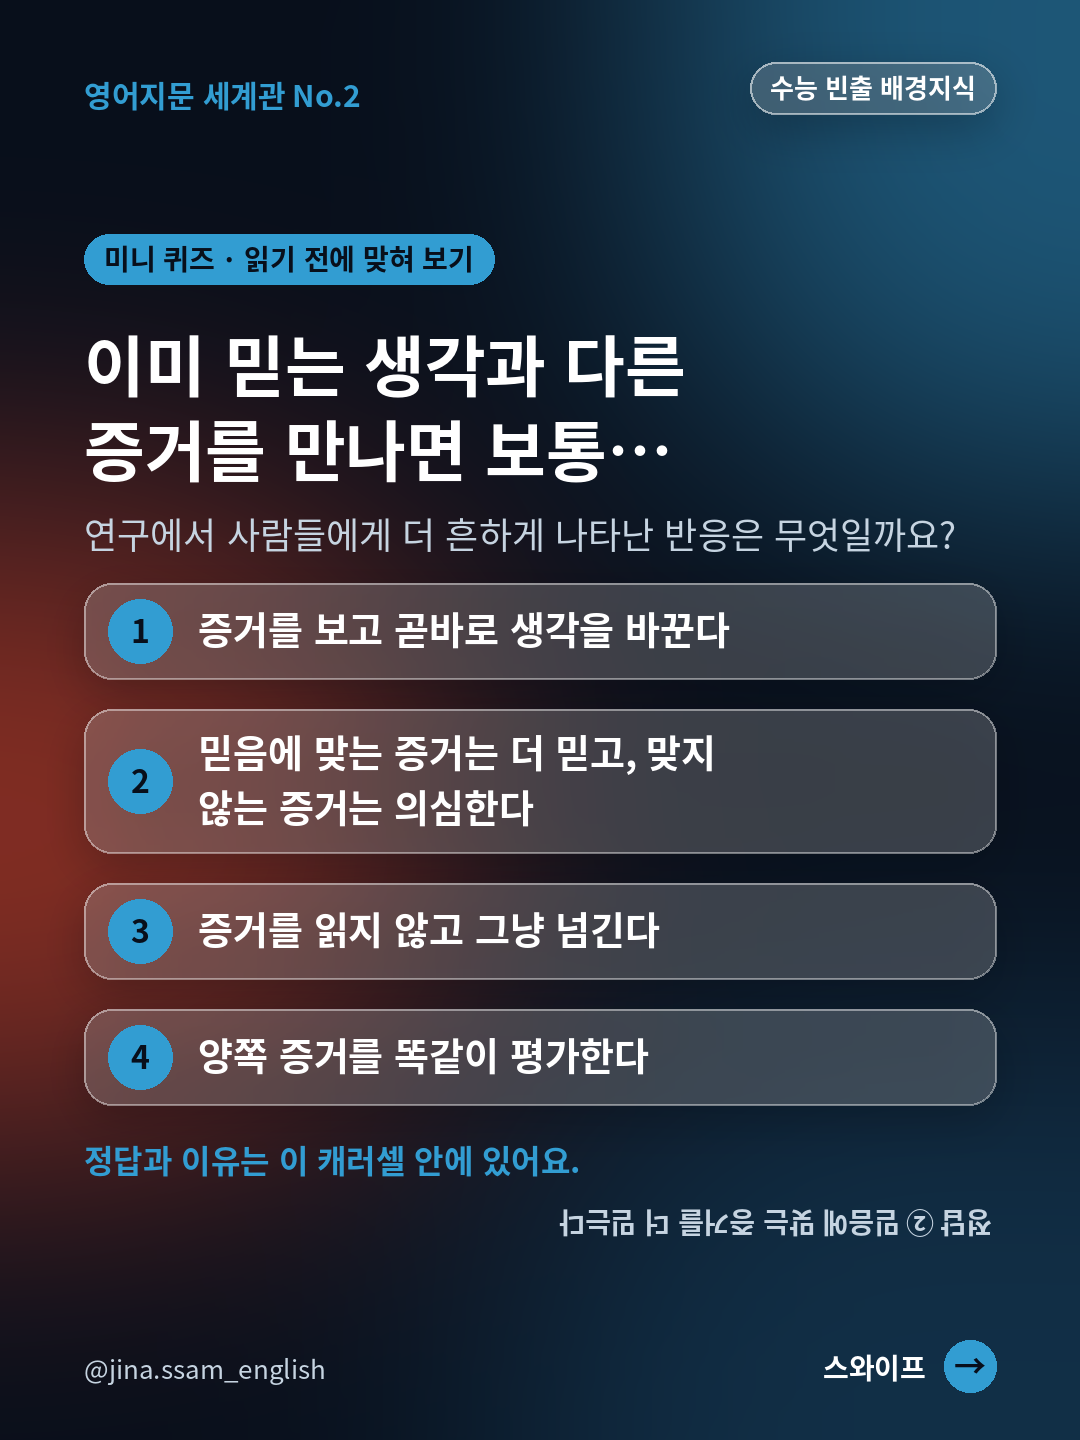 영어지문 세계관 No.2
수능 빈출 배경지식
미니 퀴즈 · 읽기 전에 맞혀 보기
이미 믿는 생각과 다른
증거를 만나면 보통…
연구에서 사람들에게 더 흔하게 나타난 반응은 무엇일까요?
1 증거를 보고 곧바로 생각을 바꾼다
2 믿음에 맞는 증거는 더 믿고, 맞지
않는 증거는 의심한다
3 증거를 읽지 않고 그냥 넘긴다
4 양쪽 증거를 똑같이 평가한다
정답과 이유는 이 캐러셀 안에 있어요.
정답 ② 믿음에 맞는 증거를 더 믿는다
@jina.ssam_english
스와이프 →